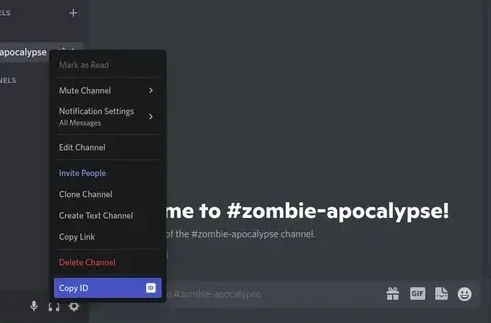 ELS
apocalypse
NELS
Mark as Read
Mute Channel
Notification Settings
All Messages
Edit Channel
Invite People
Clone Channel
Create Text Channel
Copy Link
Delete Channel
Copy ID
ID
me to #zombie-apocalypse!
of the #zombie-apocalypse channel.
e #zombie-apocalypse
GIF